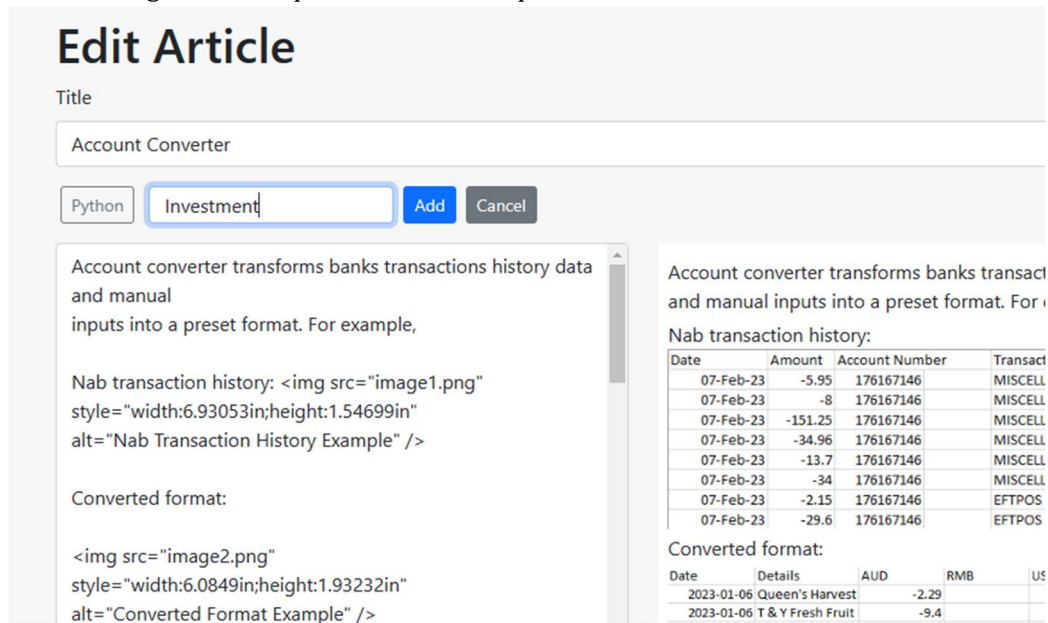 Edit Article
Title
Account Converter
Python Investment Add Cancel
Account converter transforms banks transactions history data
and manual
inputs into a preset format. For example,
Nab transaction history: <img src="image1.png"
style="width:6.93053in;height:1.54699in"
alt="Nab Transaction History Example" />
Converted format:
<img src="image2.png"
style="width:6.0849in;height:1.93232in"
alt="Converted Format Example" />
Account converter transforms banks transact
and manual inputs into a preset format. For
Nab transaction history:
Date Amount Account Number Transact
07-Feb-23 -5.95 176167146 MISCELL
07-Feb-23 -8 176167146 MISCELL
07-Feb-23 -151.25 176167146 MISCELL
07-Feb-23 -34.96 176167146 MISCELL
07-Feb-23 -13.7 176167146 MISCELL
07-Feb-23 -34 176167146 MISCELL
07-Feb-23 -2.15 176167146 EFTPOS
07-Feb-23 -29.6 176167146 EFTPOS
Converted format:
Date Details AUD RMB US
2023-01-06 Queen's Harvest -2.29
2023-01-06 T & Y Fresh Fruit -9.4